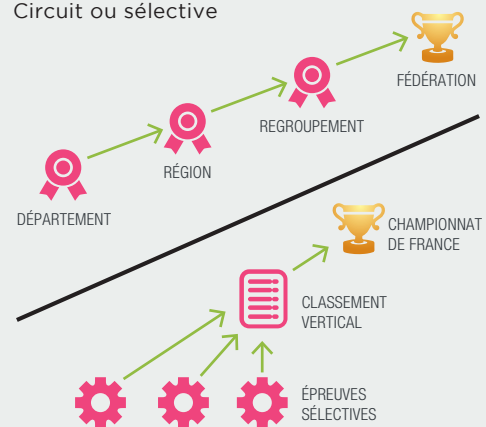 Circuit ou sélective
FÉDÉRATION
REGROUPEMENT
RÉGION
DÉPARTEMENT
CHAMPIONNAT
DE FRANCE
CLASSEMENT
VERTICAL
ÉPREUVES
SÉLECTIVES